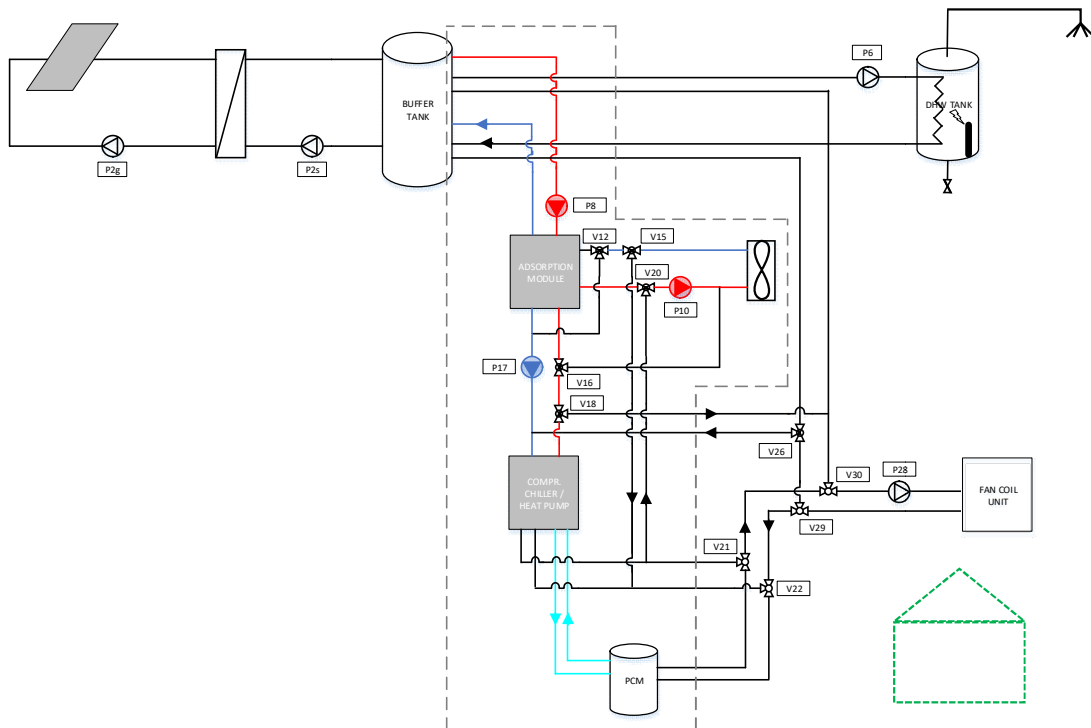 P6
BUFFER
TANK
DHW TANK
P2g
P2s
P8
V12
V15
ADSORPTION
MODULE
V20
P10
P17
V16
V18
V26
COMPR.
CHILLER /
HEAT PUMP
V30
P28
FAN COIL
UNIT
V29
V21
V22
PCM